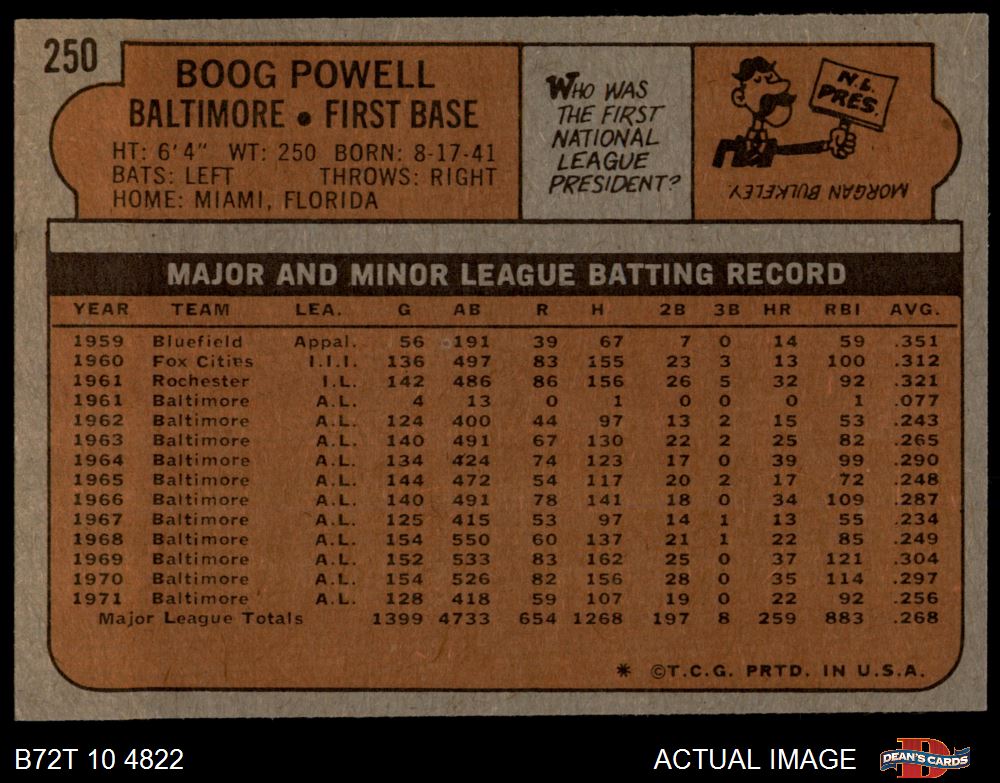 250
BOOG POWELL
BALTIMORE • FIRST BASE
HT: 6'4" WT: 250 BORN: 8-17-41
BATS: LEFT THROWS: RIGHT
HOME: MIAMI, FLORIDA
WHO WAS
THE FIRST
NATIONAL
LEAGUE
PRESIDENT?
N.L.
PRES.
MORGAN BULKELEY
MAJOR AND MINOR LEAGUE BATTING RECORD
YEAR TEAM LEA. G AB R H 2B 3B HR RBI AVG.
1959 Bluefield Appal. 56 191 39 67 7 0 14 59 .351
1960 Fox Cities I.I.I. 136 497 83 155 23 3 13 100 .312
1961 Rochester I.L. 142 486 86 156 26 5 32 92 .321
1961 Baltimore A.L. 4 13 0 1 0 0 0 1 .077
1962 Baltimore A.L. 124 400 44 97 13 2 15 53 .243
1963 Baltimore A.L. 140 491 67 130 22 2 25 82 .265
1964 Baltimore A.L. 134 424 74 123 17 0 39 99 .290
1965 Baltimore A.L. 144 472 54 117 20 2 17 72 .248
1966 Baltimore A.L. 140 491 78 141 18 0 34 109 .287
1967 Baltimore A.L. 125 415 53 97 14 1 13 55 .234
1968 Baltimore A.L. 154 550 60 137 21 1 22 85 .249
1969 Baltimore A.L. 152 533 83 162 25 0 37 121 .304
1970 Baltimore A.L. 154 526 82 156 28 0 35 114 .297
1971 Baltimore A.L. 128 418 59 107 19 0 22 92 .256
Major League Totals 1399 4733 654 1268 197 8 259 883 .268
* ©T.C.G. PRTD. IN U.S.A.
B72T 10 4822
ACTUAL IMAGE
DEAN'S CARDS